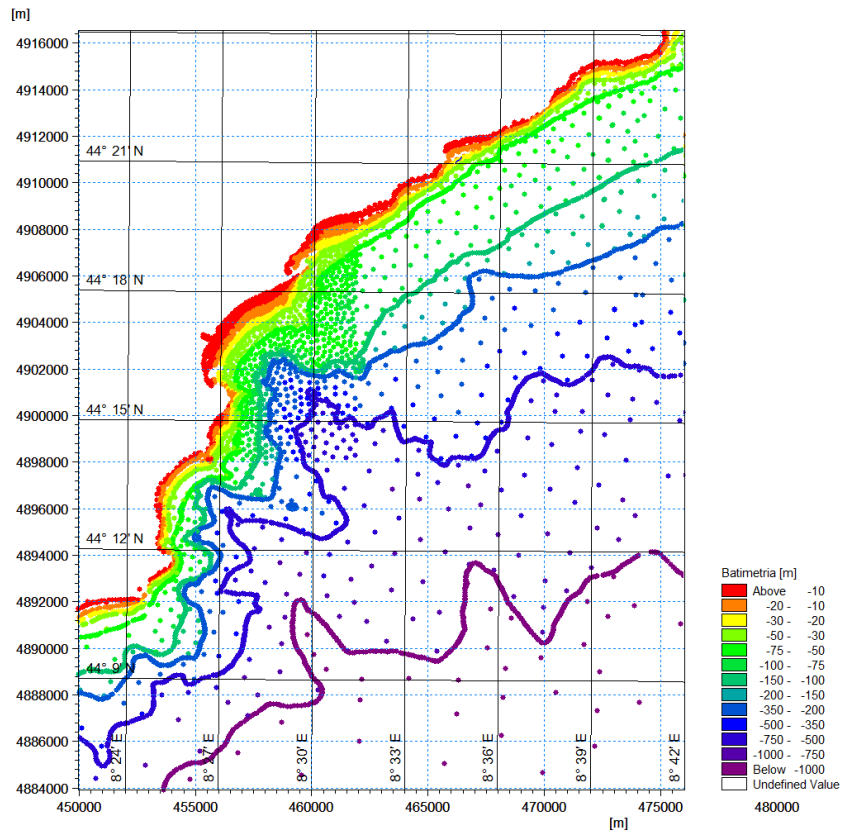 [m]
4916000
4914000
4912000
44° 21' N
4910000
4908000
4906000
44° 18' N
4904000
4902000
4900000
44° 15' N
4898000
4896000
4894000
44° 12' N
4892000
4890000
44° 9' N
4888000
4886000
4884000
8° 24' E
8° 27' E
8° 30' E
8° 33' E
8° 36' E
8° 39' E
8° 42' E
450000 455000 460000 465000 470000 475000 480000
[m]
Batimetria [m]
Above -10
-20 - -10
-30 - -20
-50 - -30
-75 - -50
-100 - -75
-150 - -100
-200 - -150
-350 - -200
-500 - -350
-750 - -500
-1000 - -750
Below -1000
Undefined Value